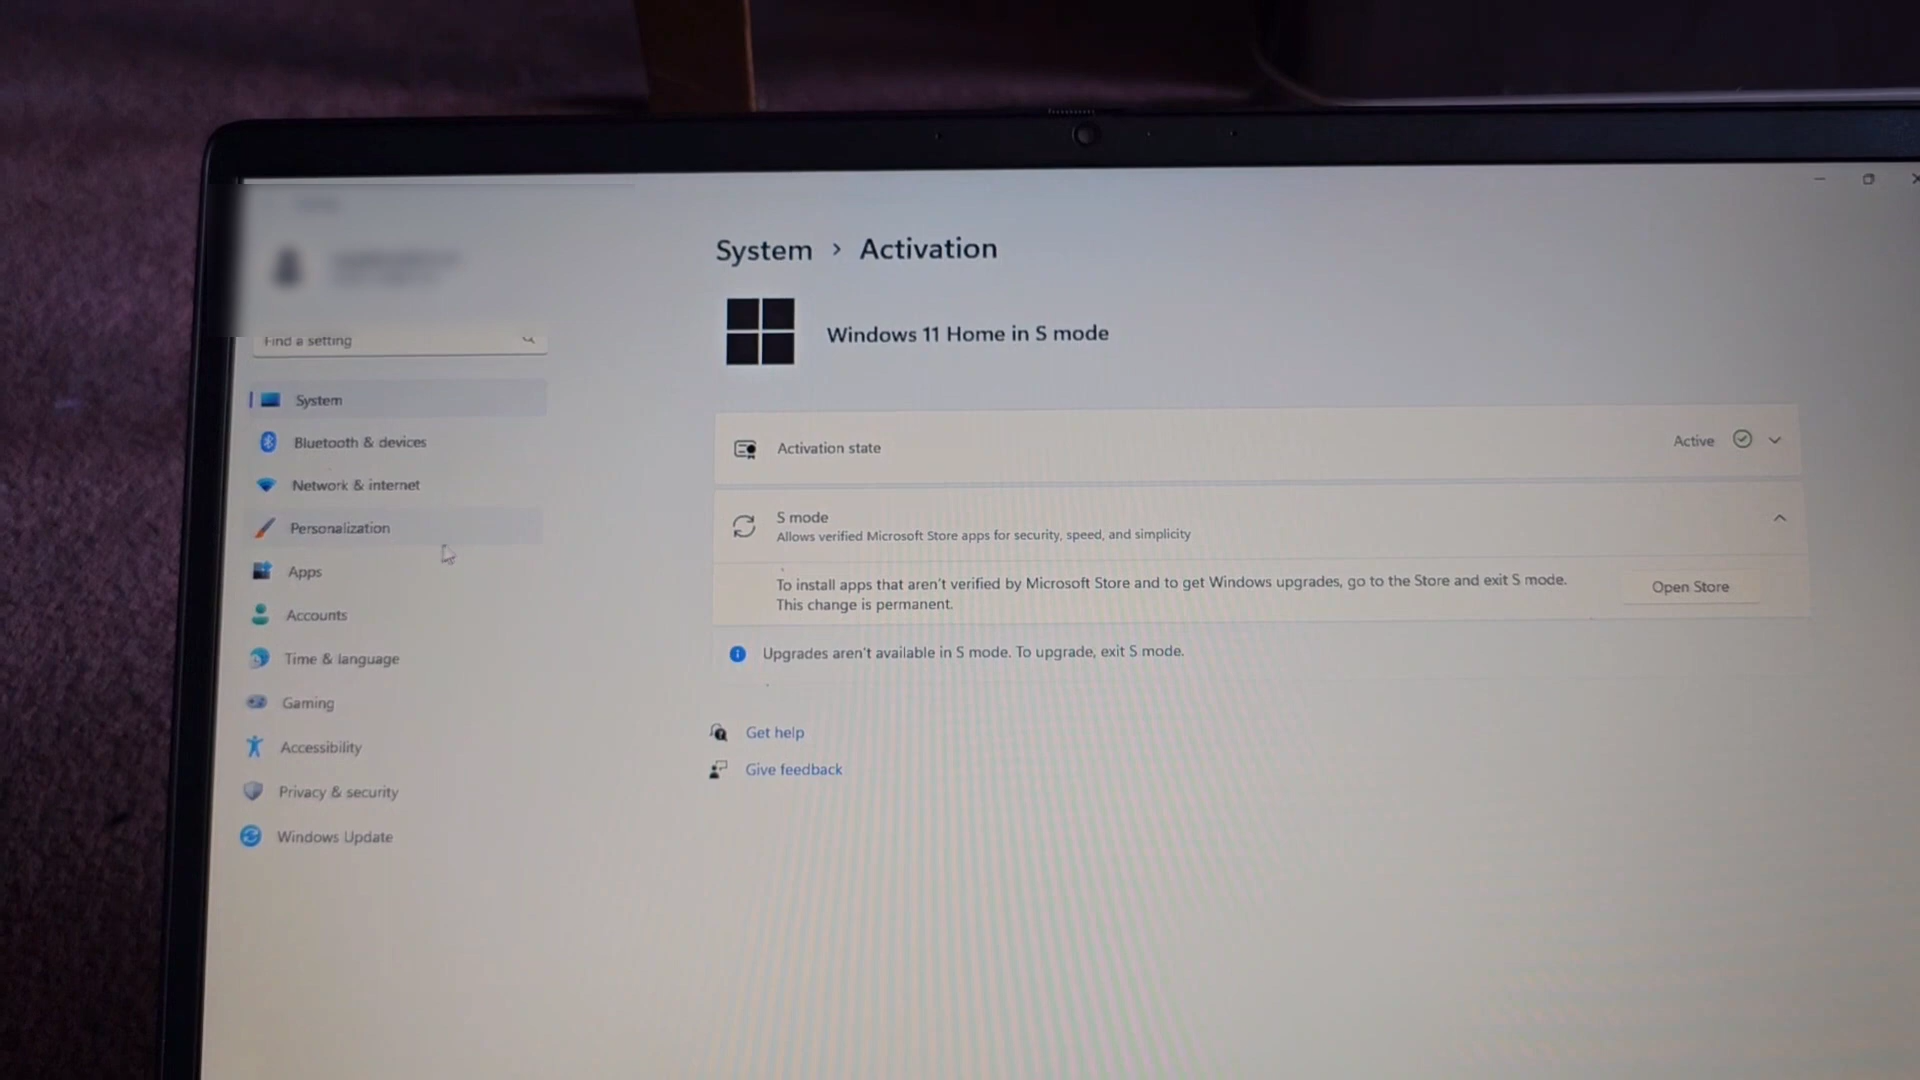 System > Activation
Windows 11 Home in S mode
Find a setting
System
Bluetooth & devices
Network & internet
Personalization
Apps
Accounts
Time & language
Gaming
Accessibility
Privacy & security
Windows Update
Activation state
Active
S mode
Allows verified Microsoft Store apps for security, speed, and simplicity
To install apps that aren't verified by Microsoft Store and to get Windows upgrades, go to the Store and exit S mode.
This change is permanent.
Open Store
Upgrades aren't available in S mode. To upgrade, exit S mode.
Get help
Give feedback